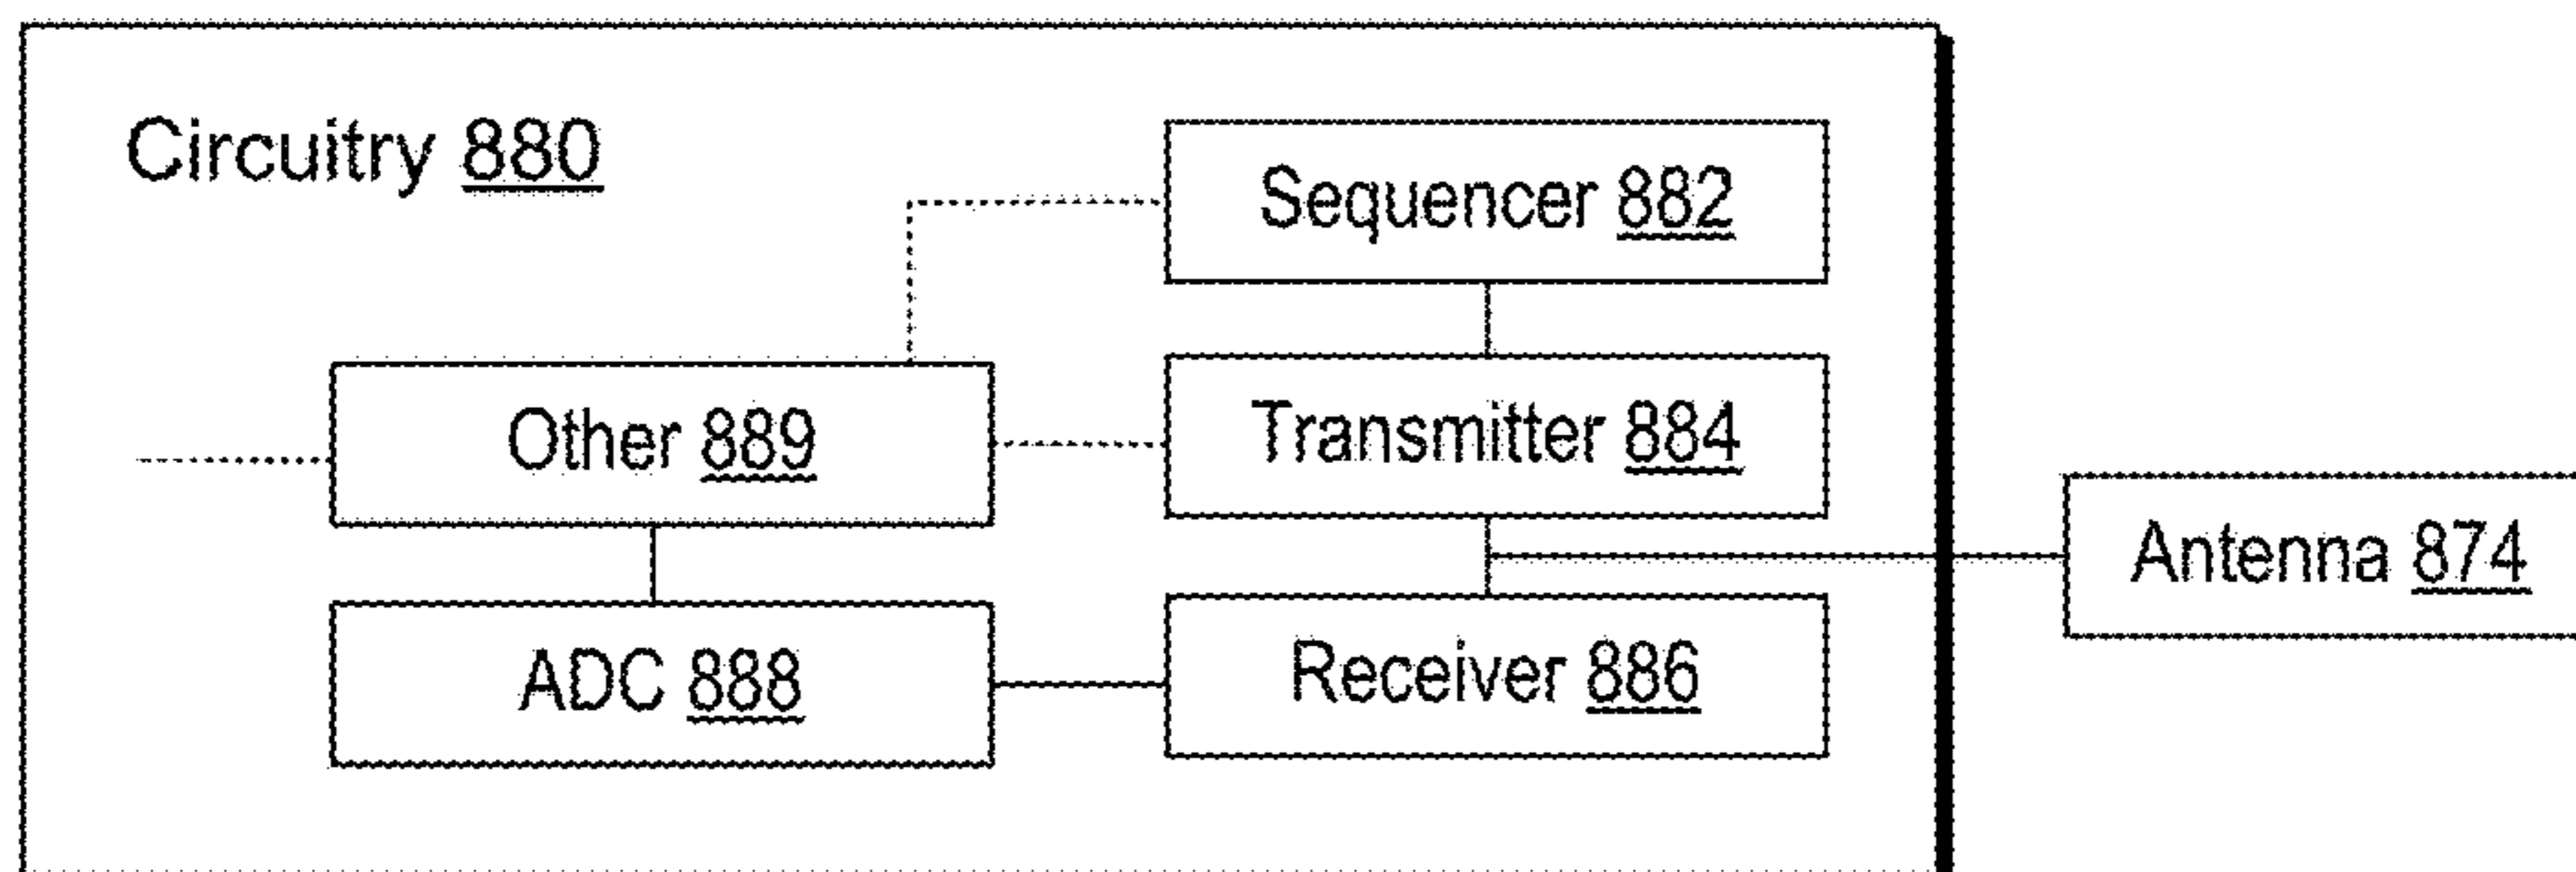 Circuitry 880
Sequencer 882
Other 889
Transmitter 884
Antenna 874
ADC 888
Receiver 886